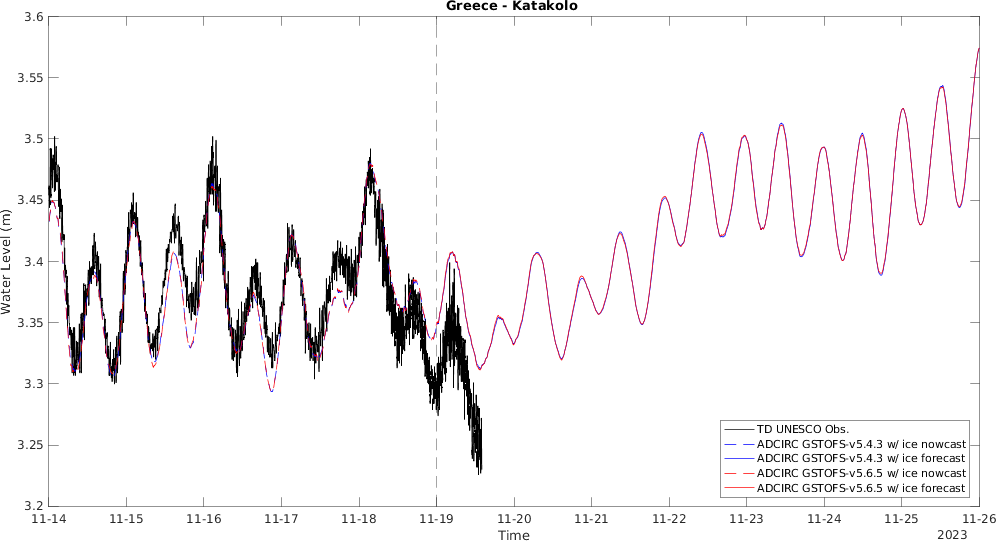 Greece - Katakolo
3.6
3.55
3.5
3.45
3.4
3.35
3.3
3.25
3.2
Water Level (m)
TD UNESCO Obs.
ADCIRC GSTOFS-v5.4.3 w/ ice nowcast
ADCIRC GSTOFS-v5.4.3 w/ ice forecast
ADCIRC GSTOFS-v5.6.5 w/ ice nowcast
ADCIRC GSTOFS-v5.6.5 w/ ice forecast
11-14 11-15 11-16 11-17 11-18 11-19 11-20 11-21 11-22 11-23 11-24 11-25 11-26
Time
2023